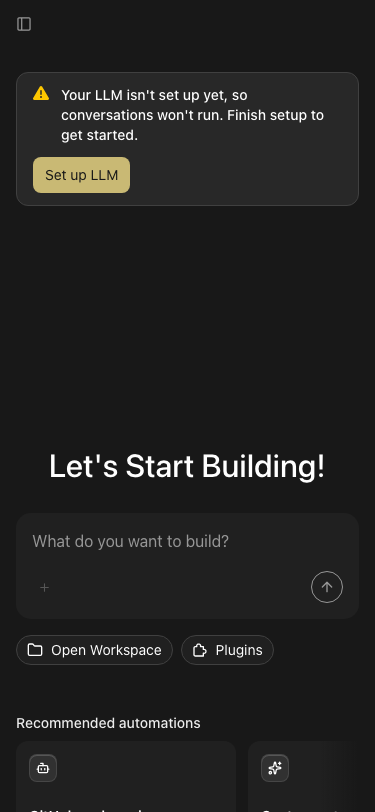 Your LLM isn't set up yet, so
conversations won't run. Finish setup to
get started.
Set up LLM
Let's Start Building!
What do you want to build?
Open Workspace
Plugins
Recommended automations